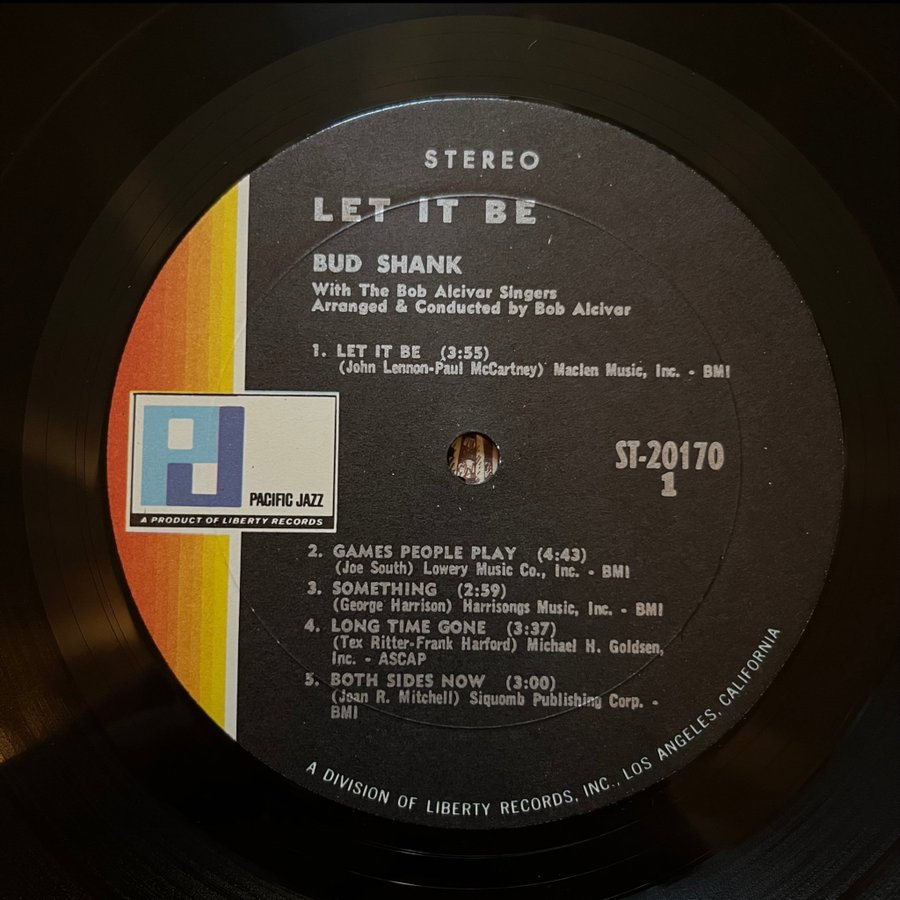 STEREO
LET IT BE
BUD SHANK
With The Bob Alcivar Singers
Arranged & Conducted by Bob Alcivar
1. LET IT BE (3:55)
(John Lennon-Paul McCartney) Maclen Music, Inc. - BMI
PJ
PACIFIC JAZZ
A PRODUCT OF LIBERTY RECORDS
ST-20170
1
2. GAMES PEOPLE PLAY (4:43)
(Joe South) Lowery Music Co., Inc. - BMI
3. SOMETHING (2:59)
(George Harrison) Harrisongs Music, Inc. - BMI
4. LONG TIME GONE (3:37)
(Tex Ritter-Frank Harford) Michael H. Goldsen,
Inc. - ASCAP
5. BOTH SIDES NOW (3:00)
(Joan R. Mitchell) Siquomb Publishing Corp. -
BMI
A DIVISION OF LIBERTY RECORDS, INC., LOS ANGELES, CALIFORNIA